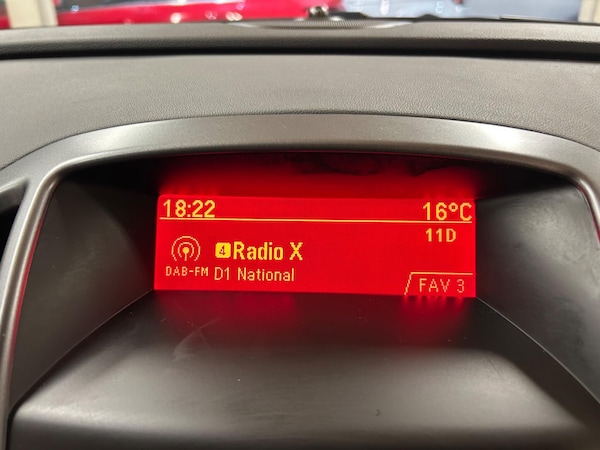 18:22 16°C
11D
4 Radio X
DAB-FM D1 National
FAV 3